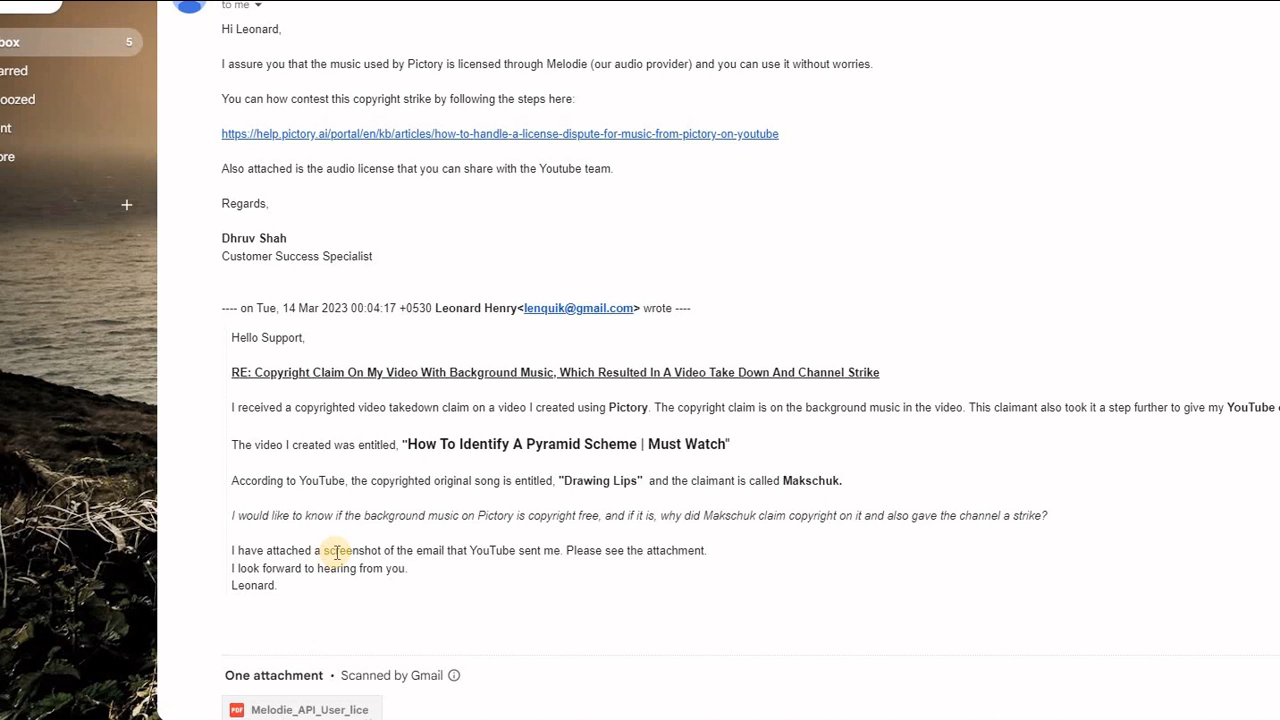 to me
Hi Leonard,
box 5
I assure you that the music used by Pictory is licensed through Melodie (our audio provider) and you can use it without worries.
arred
You can how contest this copyright strike by following the steps here:
oozed
nt
https://help.pictory.ai/portal/en/kb/articles/how-to-handle-a-license-dispute-for-music-from-pictory-on-youtube
ore
Also attached is the audio license that you can share with the Youtube team.
Regards,
Dhruv Shah
Customer Success Specialist
---- on Tue, 14 Mar 2023 00:04:17 +0530 Leonard Henry<lenquik@gmail.com> wrote ----
Hello Support,
RE: Copyright Claim On My Video With Background Music, Which Resulted In A Video Take Down And Channel Strike
I received a copyrighted video takedown claim on a video I created using Pictory. The copyright claim is on the background music in the video. This claimant also took it a step further to give my YouTube
The video I created was entitled, "How To Identify A Pyramid Scheme | Must Watch"
According to YouTube, the copyrighted original song is entitled, "Drawing Lips" and the claimant is called Makschuk.
I would like to know if the background music on Pictory is copyright free, and if it is, why did Makschuk claim copyright on it and also gave the channel a strike?
I have attached a screenshot of the email that YouTube sent me. Please see the attachment.
I look forward to hearing from you.
Leonard.
One attachment • Scanned by Gmail
PDF Melodie_API_User_lice